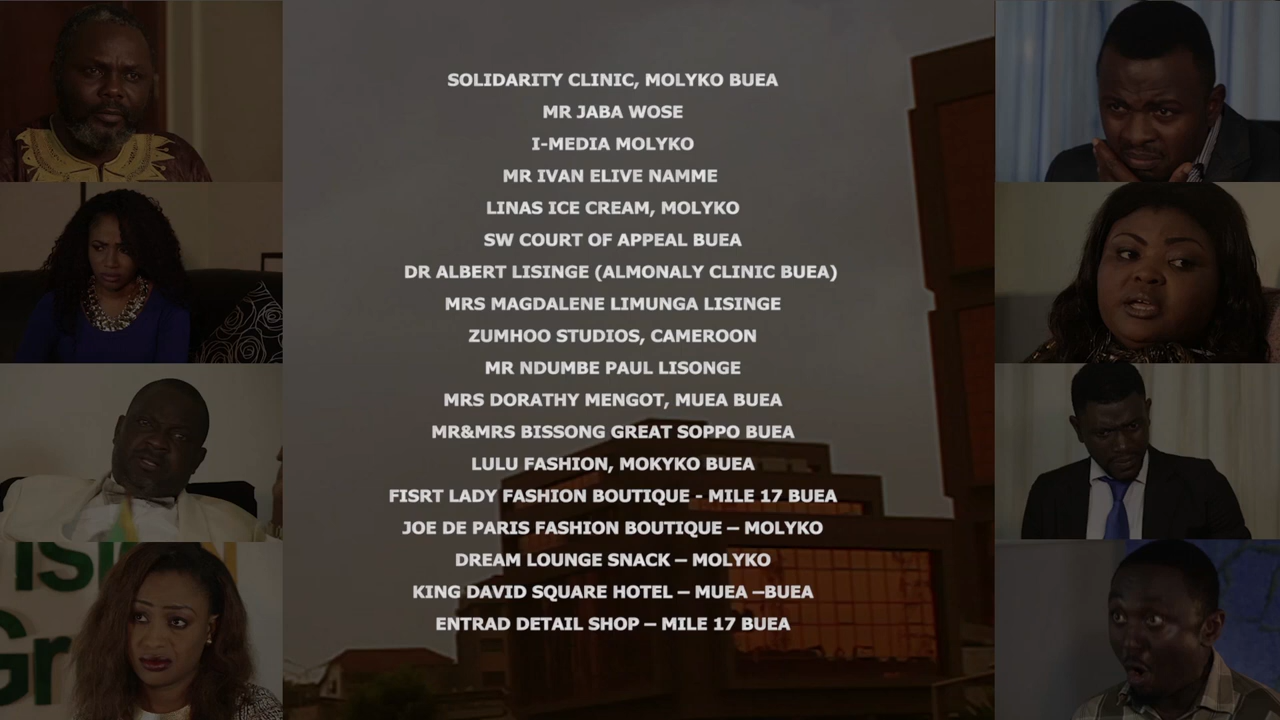 SOLIDARITY CLINIC, MOLYKO BUEA
MR JABA WOSE
I-MEDIA MOLYKO
MR IVAN ELIVE NAMME
LINAS ICE CREAM, MOLYKO
SW COURT OF APPEAL BUEA
DR ALBERT LISINGE (ALMONALY CLINIC BUEA)
MRS MAGDALENE LIMUNGA LISINGE
ZUMHOO STUDIOS, CAMEROON
MR NDUMBE PAUL LISONGE
MRS DORATHY MENGOT, MUEA BUEA
MR&MRS BISSONG GREAT SOPPO BUEA
LULU FASHION, MOKYKO BUEA
FISRT LADY FASHION BOUTIQUE - MILE 17 BUEA
JOE DE PARIS FASHION BOUTIQUE – MOLYKO
DREAM LOUNGE SNACK – MOLYKO
KING DAVID SQUARE HOTEL – MUEA –BUEA
ENTRAD DETAIL SHOP – MILE 17 BUEA